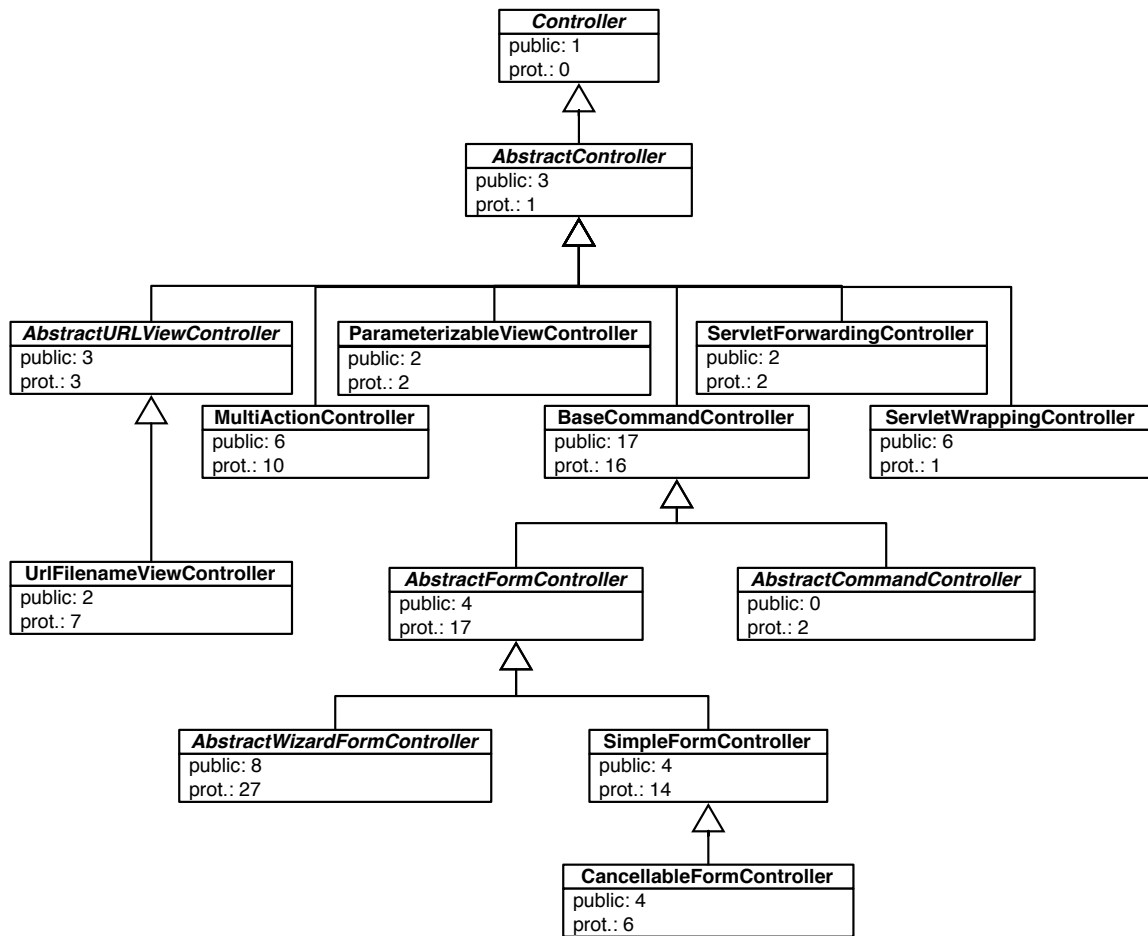 Controller
public: 1
prot.: 0
AbstractController
public: 3
prot.: 1
AbstractURLViewController
public: 3
prot.: 3
ParameterizableViewController
public: 2
prot.: 2
ServletForwardingController
public: 2
prot.: 2
MultiActionController
public: 6
prot.: 10
BaseCommandController
public: 17
prot.: 16
ServletWrappingController
public: 6
prot.: 1
UrlFilenameViewController
public: 2
prot.: 7
AbstractFormController
public: 4
prot.: 17
AbstractCommandController
public: 0
prot.: 2
AbstractWizardFormController
public: 8
prot.: 27
SimpleFormController
public: 4
prot.: 14
CancellableFormController
public: 4
prot.: 6